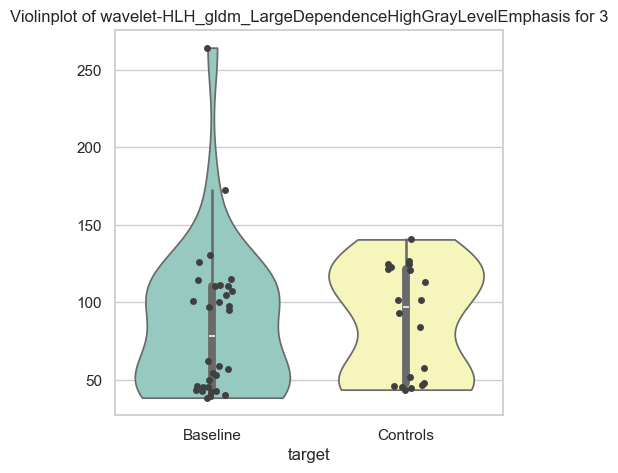 Violinplot of wavelet-HLH_gldm_LargeDependenceHighGrayLevelEmphasis for 3
250
200
150
100
50
Baseline Controls
target